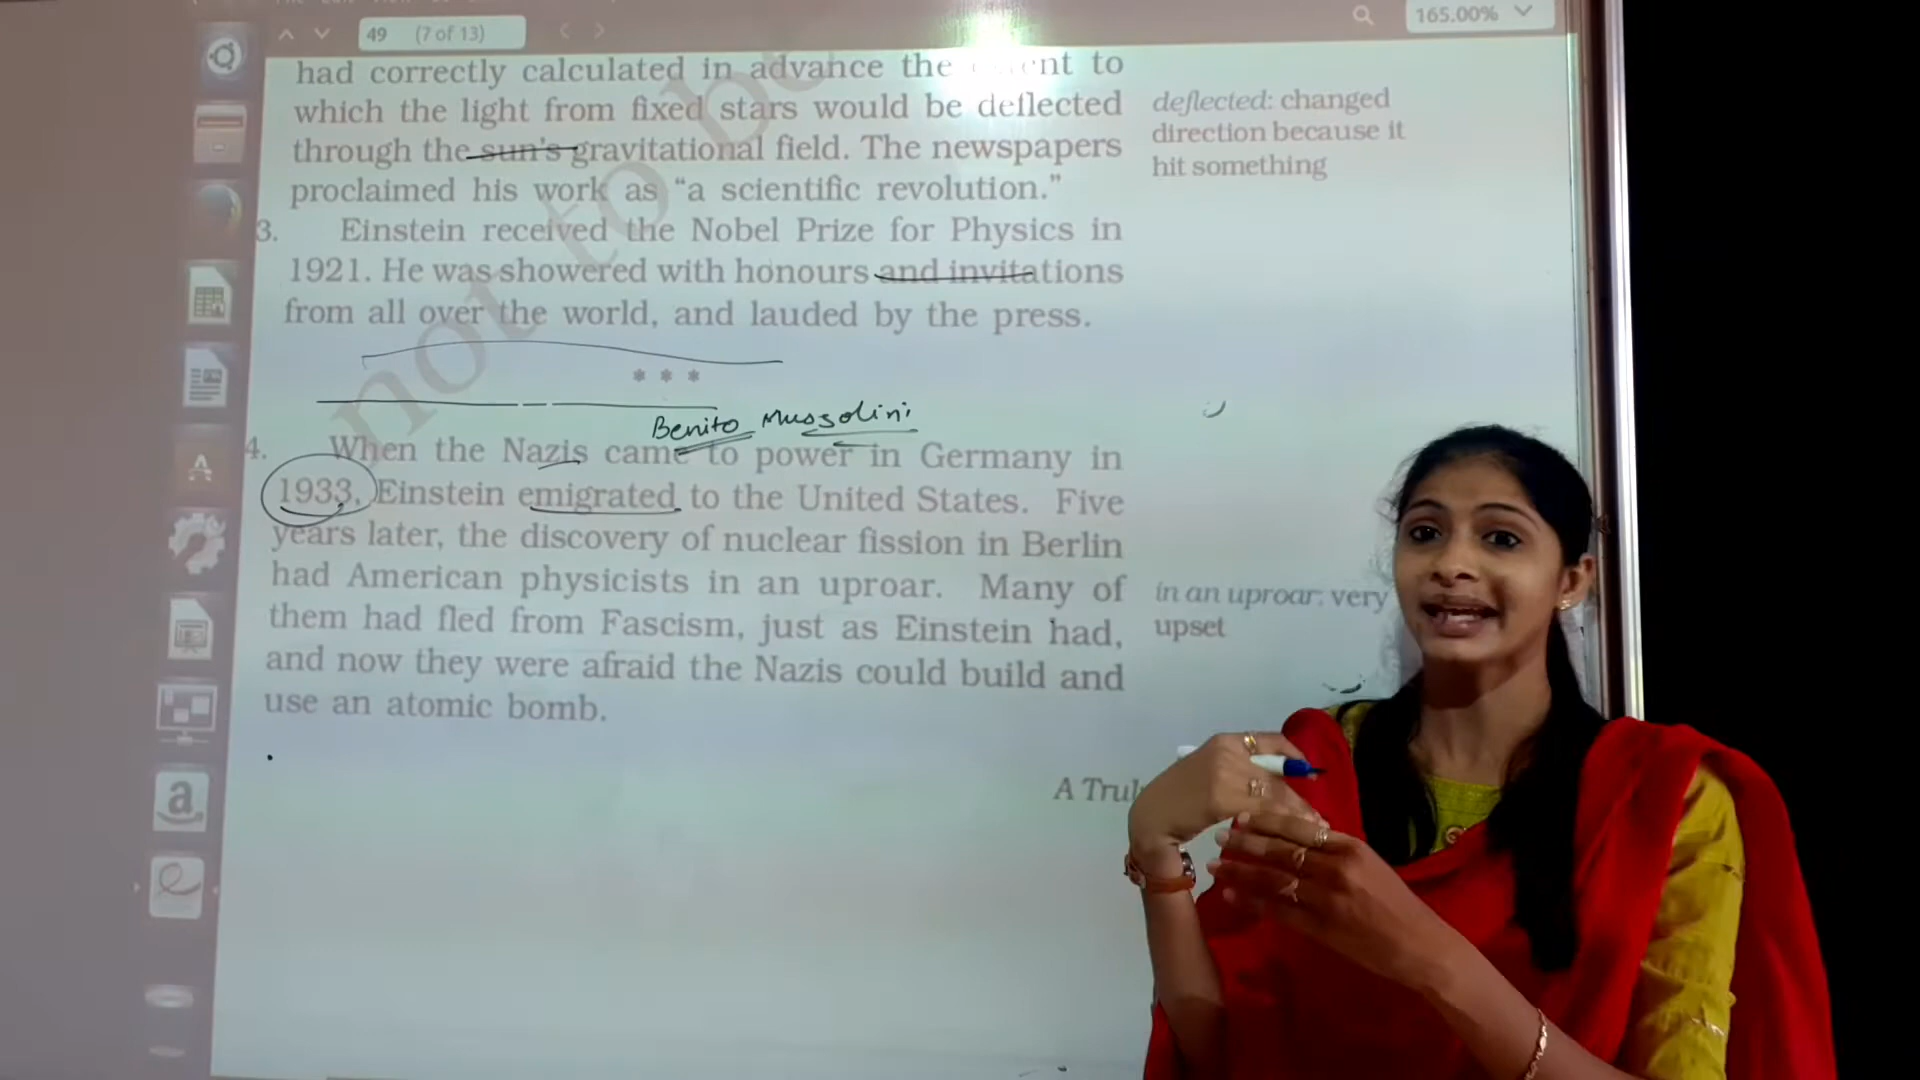 49 (7 of 13)
165.00%
had correctly calculated in advance the
which the light from fixed stars would be deflected
through the sun's gravitational field. The newspapers
proclaimed his work as “a scientific revolution.”
deflected: changed
direction because it
hit something
3. Einstein received the Nobel Prize for Physics in
1921. He was showered with honours and invitations
from all over the world, and lauded by the press.
* * *
Benito Mussolini
4. When the Nazis came to power in Germany in
1933, Einstein emigrated to the United States. Five
years later, the discovery of nuclear fission in Berlin
had American physicists in an uproar. Many of
them had fled from Fascism, just as Einstein had,
and now they were afraid the Nazis could build and
use an atomic bomb.
in an uproar: very
upset
A
not to be